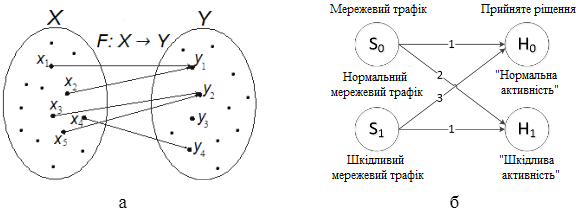 X
Y
F: X → Y
x1
x2
x3
x4
x5
y1
y2
y3
y4
а
Мережевий трафік
Прийняте рішення
S0
1
H0
Нормальний
мережевий трафік
2
3
"Нормальна
активність"
S1
1
H1
Шкідливий
мережевий трафік
"Шкідлива
активність"
б